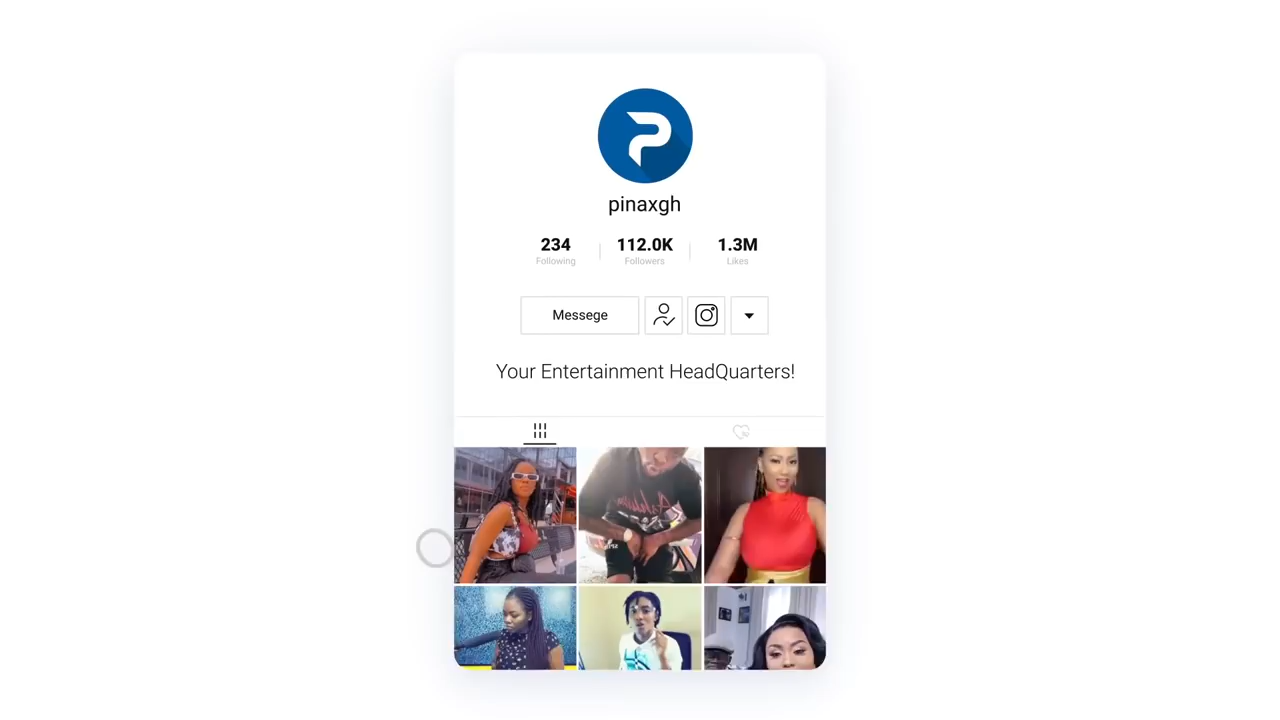 pinaxgh
234 112.0K 1.3M
Following Followers Likes
Messege
Your Entertainment HeadQuarters!